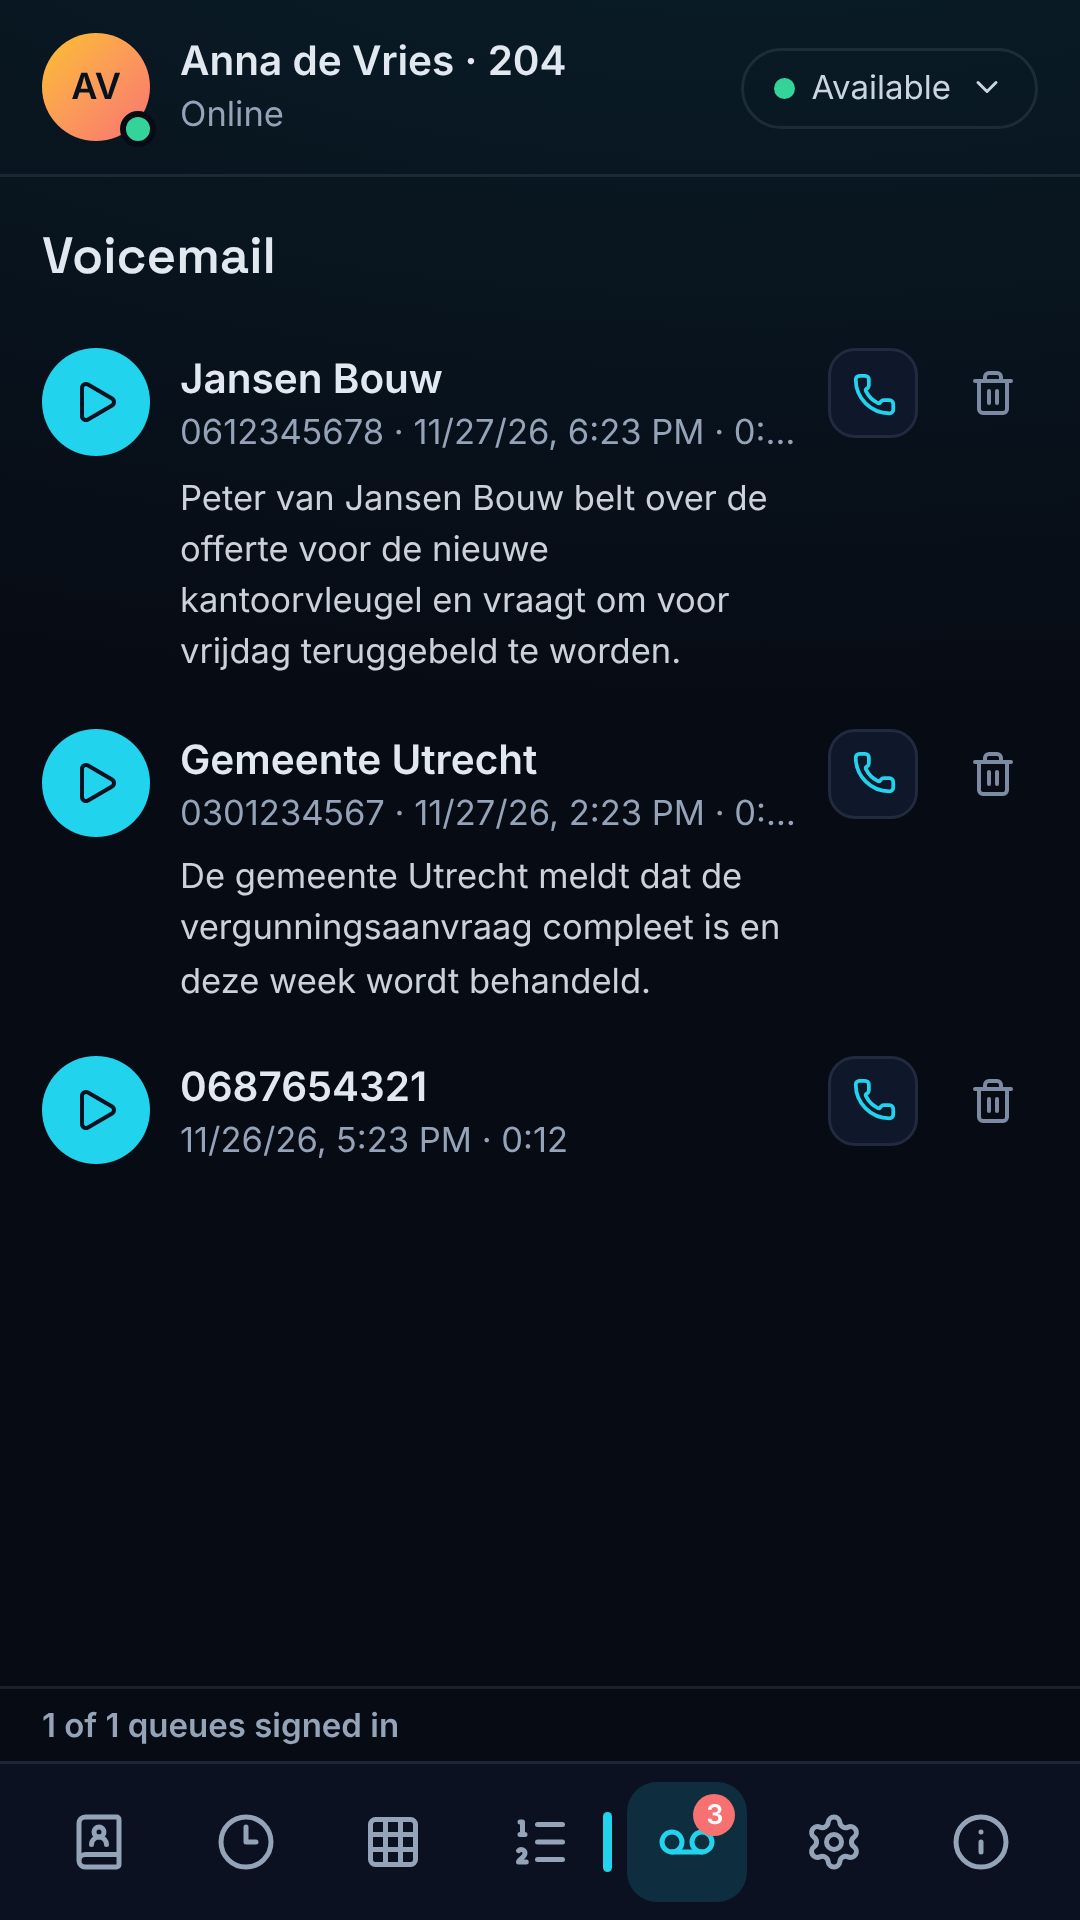 AV
Anna de Vries · 204
Online
Available
Voicemail
Jansen Bouw
0612345678 · 11/27/26, 6:23 PM · 0:...
Peter van Jansen Bouw belt over de
offerte voor de nieuwe
kantoorvleugel en vraagt om voor
vrijdag teruggebeld te worden.
Gemeente Utrecht
0301234567 · 11/27/26, 2:23 PM · 0:...
De gemeente Utrecht meldt dat de
vergunningsaanvraag compleet is en
deze week wordt behandeld.
0687654321
11/26/26, 5:23 PM · 0:12
1 of 1 queues signed in
3